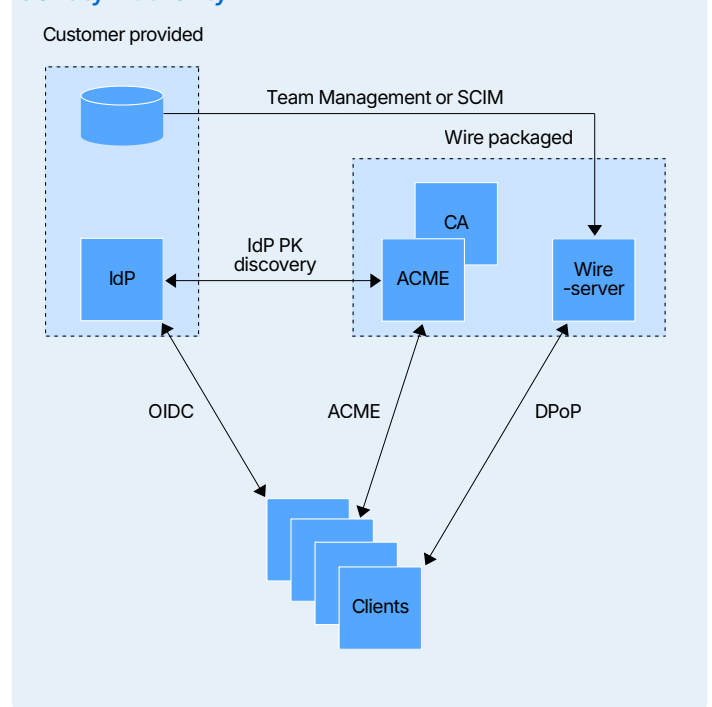 Customer provided
Team Management or SCIM
Wire packaged
CA
IdP PK
discovery
IdP
ACME
Wire
-server
OIDC
ACME
DPoP
Clients